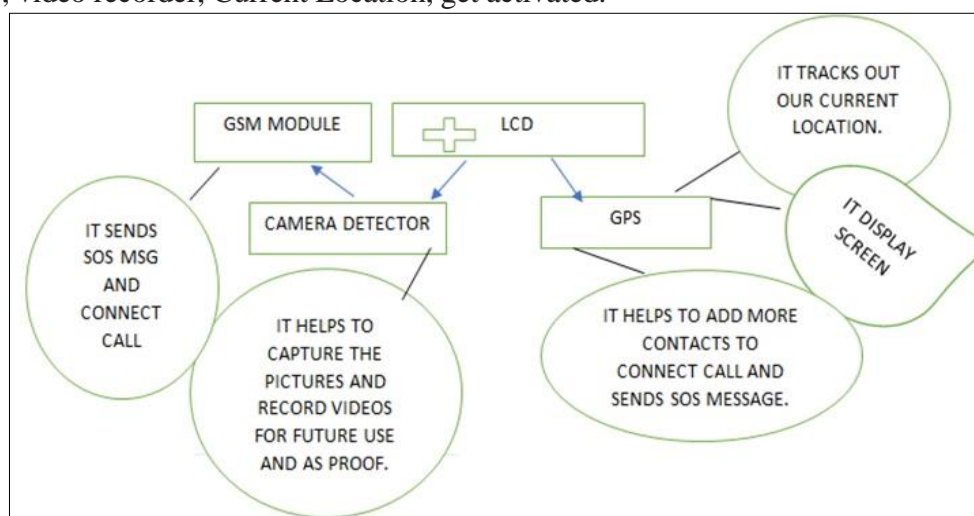 , video recorder, Current Location, get activated.
GSM MODULE
LCD
IT TRACKS OUT
OUR CURRENT
LOCATION.
CAMERA DETECTOR
GPS
IT DISPLAY
SCREEN
IT SENDS
SOS MSG
AND
CONNECT
CALL
IT HELPS TO
CAPTURE THE
PICTURES AND
RECORD VIDEOS
FOR FUTURE USE
AND AS PROOF.
IT HELPS TO ADD MORE
CONTACTS TO
CONNECT CALL AND
SENDS SOS MESSAGE.